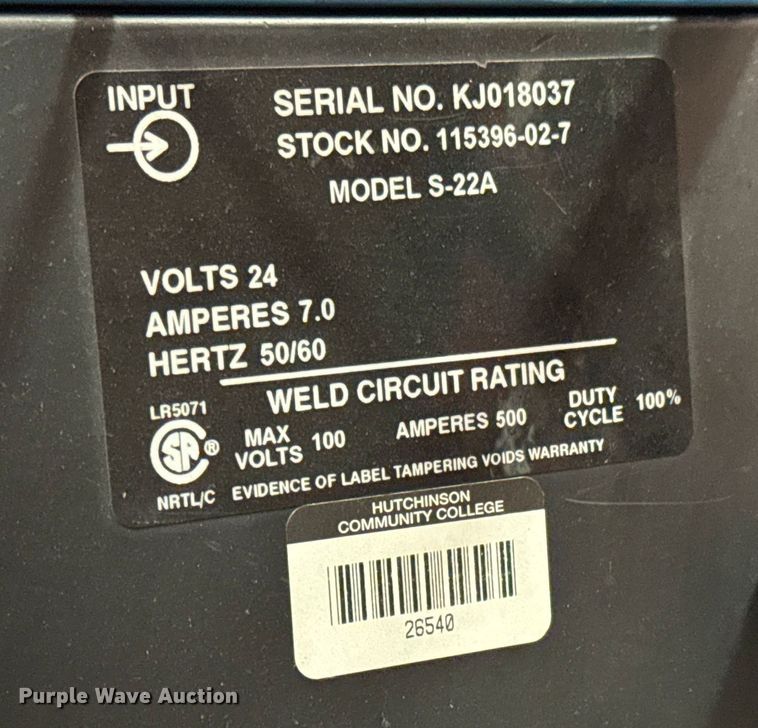 INPUT
SERIAL NO. KJ018037
STOCK NO. 115396-02-7
MODEL S-22A
VOLTS 24
AMPERES 7.0
HERTZ 50/60
WELD CIRCUIT RATING
LR5071
SA ®
NRTL/C
MAX VOLTS 100
AMPERES 500
DUTY CYCLE 100%
EVIDENCE OF LABEL TAMPERING VOIDS WARRANTY
HUTCHINSON
COMMUNITY COLLEGE
26540
Purple Wave Auction